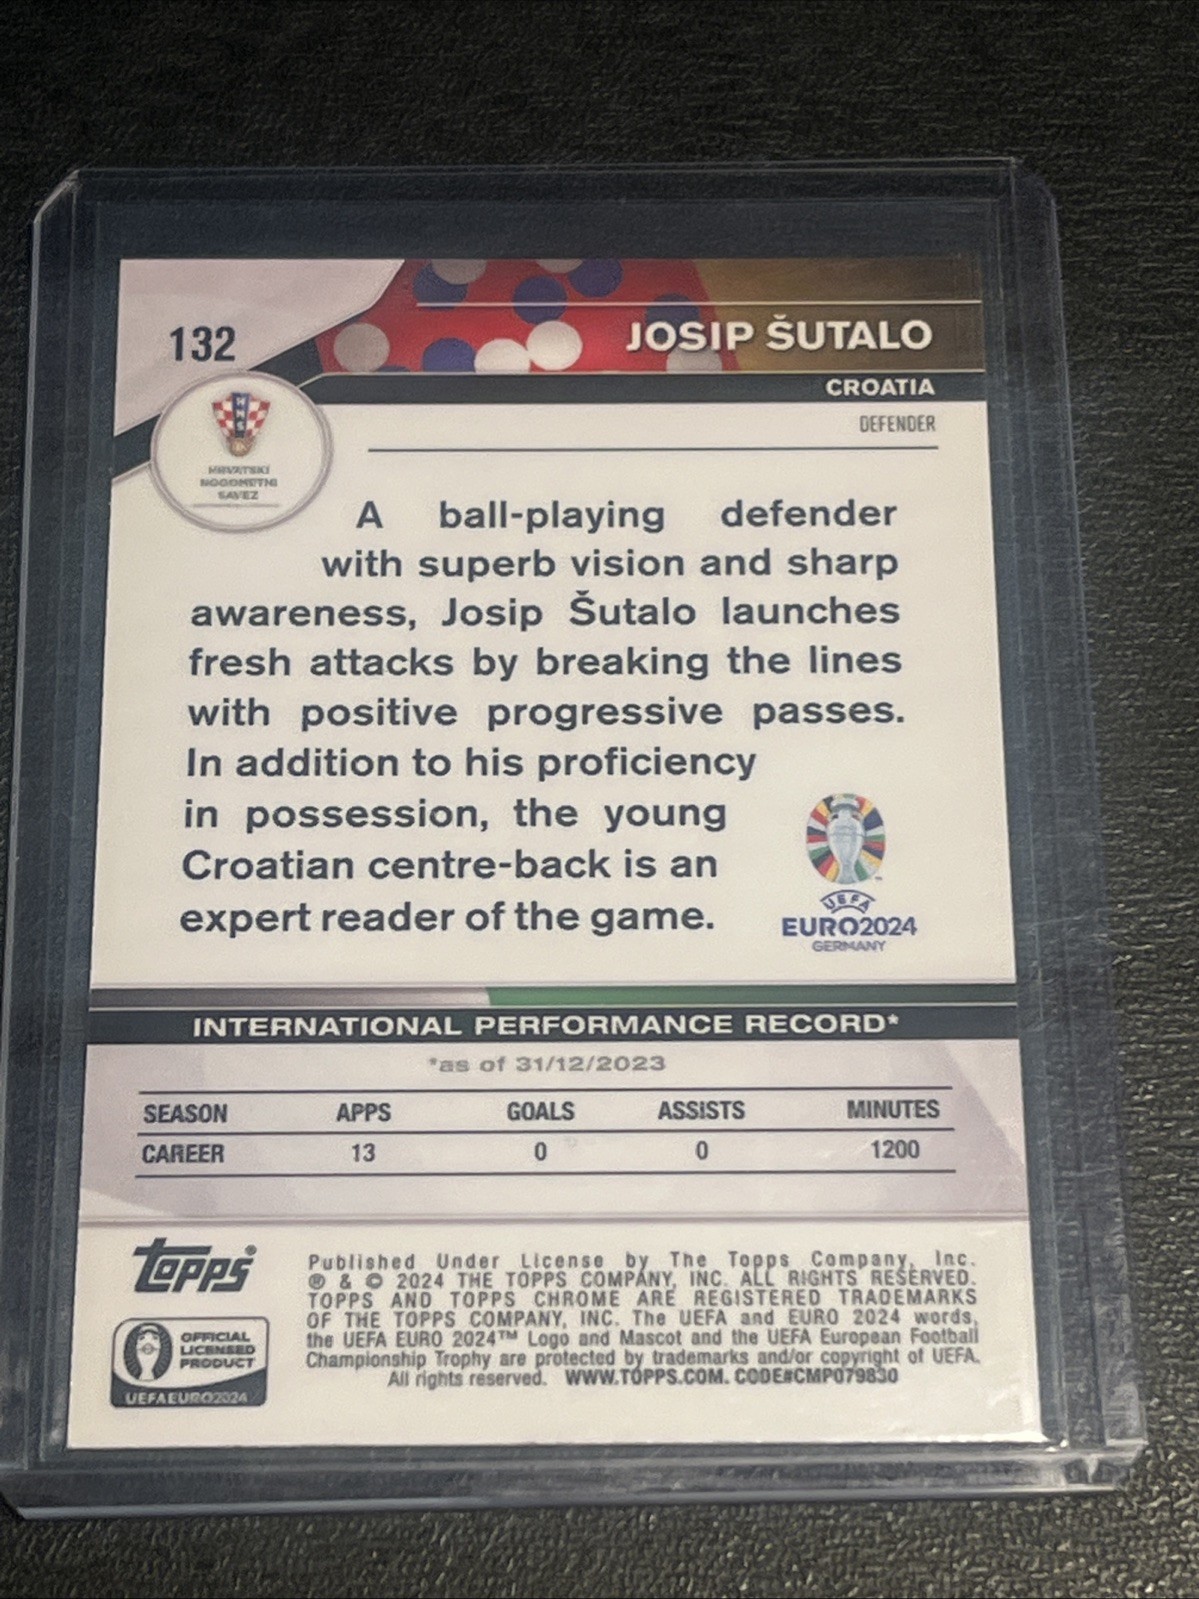 132
JOSIP ŠUTALO
CROATIA
DEFENDER
HNS
HRVATSKI
NOGOMETNI
SAVEZ
A ball-playing defender
with superb vision and sharp
awareness, Josip Šutalo launches
fresh attacks by breaking the lines
with positive progressive passes.
In addition to his proficiency
in possession, the young
Croatian centre-back is an
expert reader of the game.
UEFA
EURO2024
GERMANY
INTERNATIONAL PERFORMANCE RECORD*
*as of 31/12/2023
SEASON APPS GOALS ASSISTS MINUTES
CAREER 13 0 0 1200
Topps®
OFFICIAL
LICENSED
PRODUCT
UEFA EURO2024
Published Under License by The Topps Company, Inc.
® & © 2024 THE TOPPS COMPANY, INC. ALL RIGHTS RESERVED.
TOPPS AND TOPPS CHROME ARE REGISTERED TRADEMARKS
OF THE TOPPS COMPANY, INC. The UEFA and EURO 2024 words,
the UEFA EURO 2024™ Logo and Mascot and the UEFA European Football
Championship Trophy are protected by trademarks and/or copyright of UEFA.
All rights reserved. WWW.TOPPS.COM. CODE#CMP079830